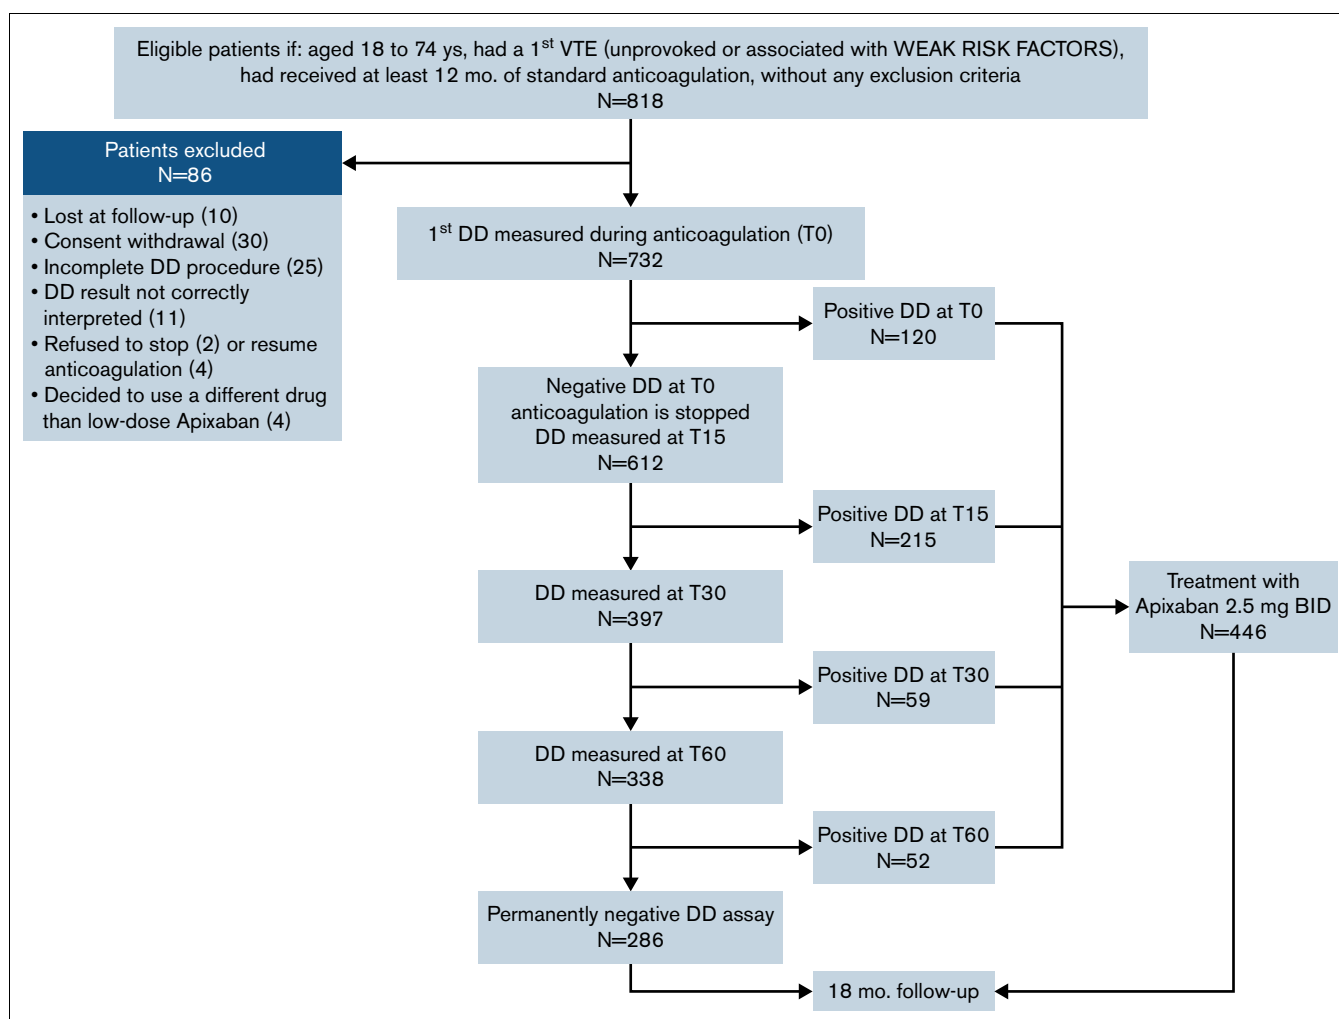 Eligible patients if: aged 18 to 74 ys, had a 1st VTE (unprovoked or associated with WEAK RISK FACTORS),
had received at least 12 mo. of standard anticoagulation, without any exclusion criteria
N=818
Patients excluded
N=86
• Lost at follow-up (10)
• Consent withdrawal (30)
• Incomplete DD procedure (25)
• DD result not correctly
interpreted (11)
• Refused to stop (2) or resume
anticoagulation (4)
• Decided to use a different drug
than low-dose Apixaban (4)
1st DD measured during anticoagulation (T0)
N=732
Positive DD at T0
N=120
Negative DD at T0
anticoagulation is stopped
DD measured at T15
N=612
Positive DD at T15
N=215
DD measured at T30
N=397
Treatment with
Apixaban 2.5 mg BID
N=446
Positive DD at T30
N=59
DD measured at T60
N=338
Positive DD at T60
N=52
Permanently negative DD assay
N=286
18 mo. follow-up